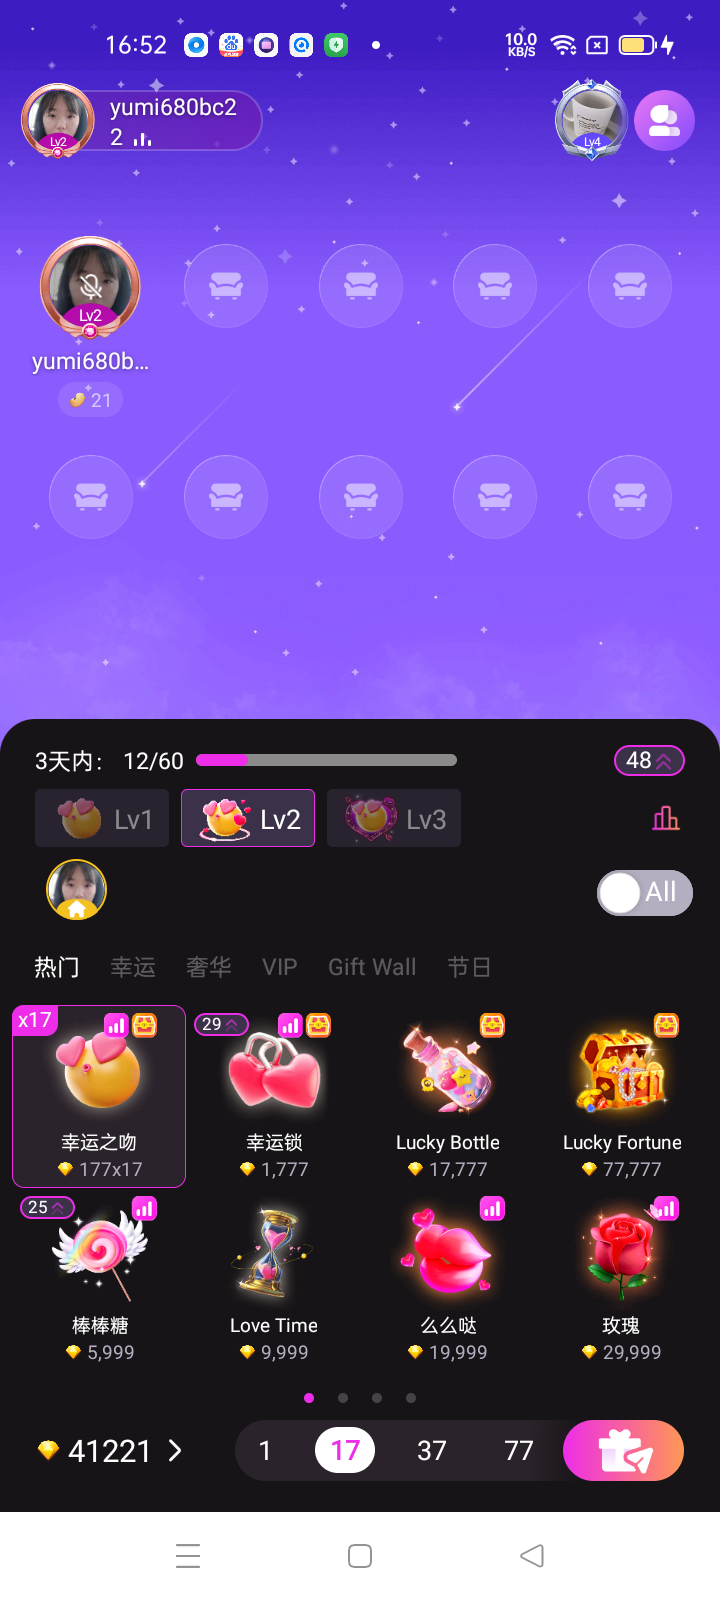 16:52
10.0
KB/S
yumi680bc2
2
Lv2
Lv4
Lv2
yumi680b...
21
3天内： 12/60
48
Lv1
Lv2
Lv3
All
热门 幸运 奢华 VIP Gift Wall 节日
x17
29
幸运之吻
幸运锁
Lucky Bottle
Lucky Fortune
177x17
1,777
17,777
77,777
25
棒棒糖
Love Time
么么哒
玫瑰
5,999
9,999
19,999
29,999
41221
1
17
37
77